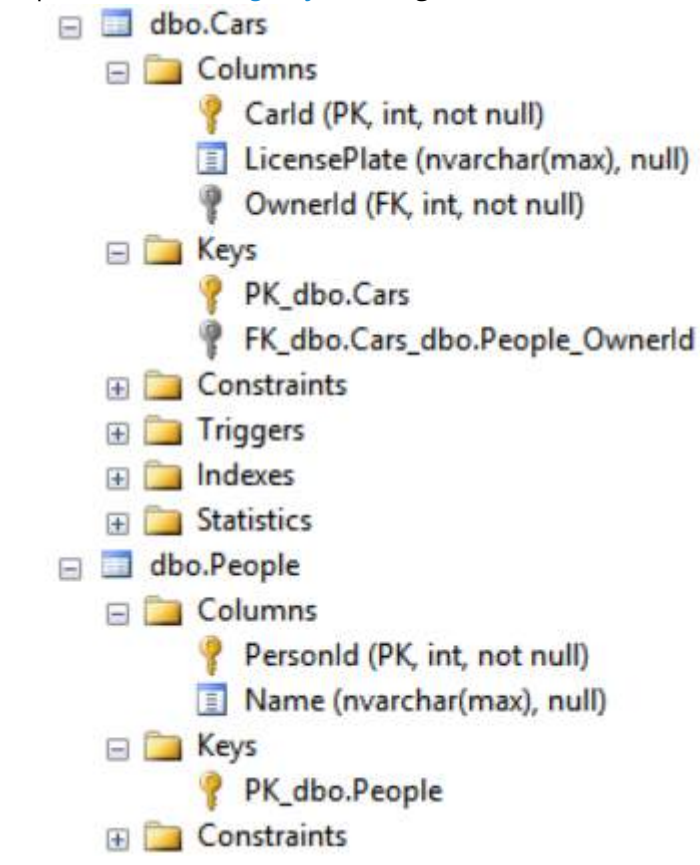 dbo.Cars
Columns
CarId (PK, int, not null)
LicensePlate (nvarchar(max), null)
OwnerId (FK, int, not null)
Keys
PK_dbo.Cars
FK_dbo.Cars_dbo.People_OwnerId
Constraints
Triggers
Indexes
Statistics
dbo.People
Columns
PersonId (PK, int, not null)
Name (nvarchar(max), null)
Keys
PK_dbo.People
Constraints